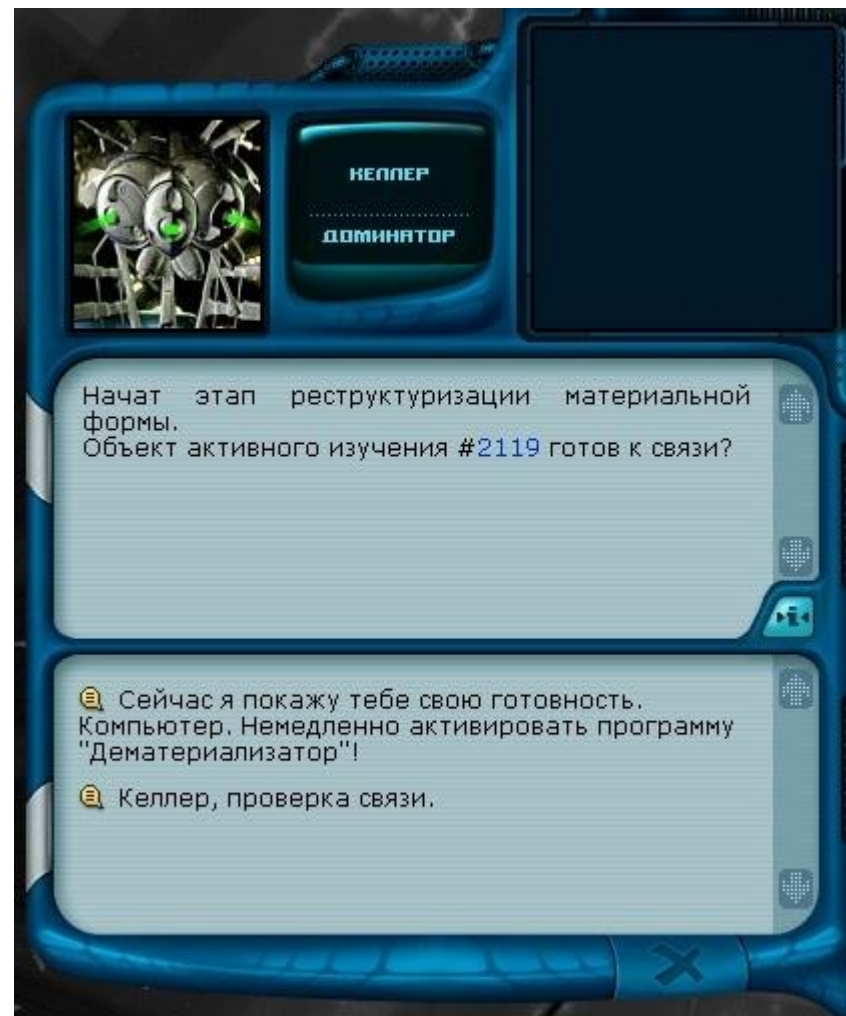 КЕЛЛЕР
ДОМИНАТОР
Начат этап реструктуризации материальной
формы.
Объект активного изучения #2119 готов к связи?
Сейчас я покажу тебе свою готовность.
Компьютер. Немедленно активировать программу
"Дематериализатор"!
Келлер, проверка связи.